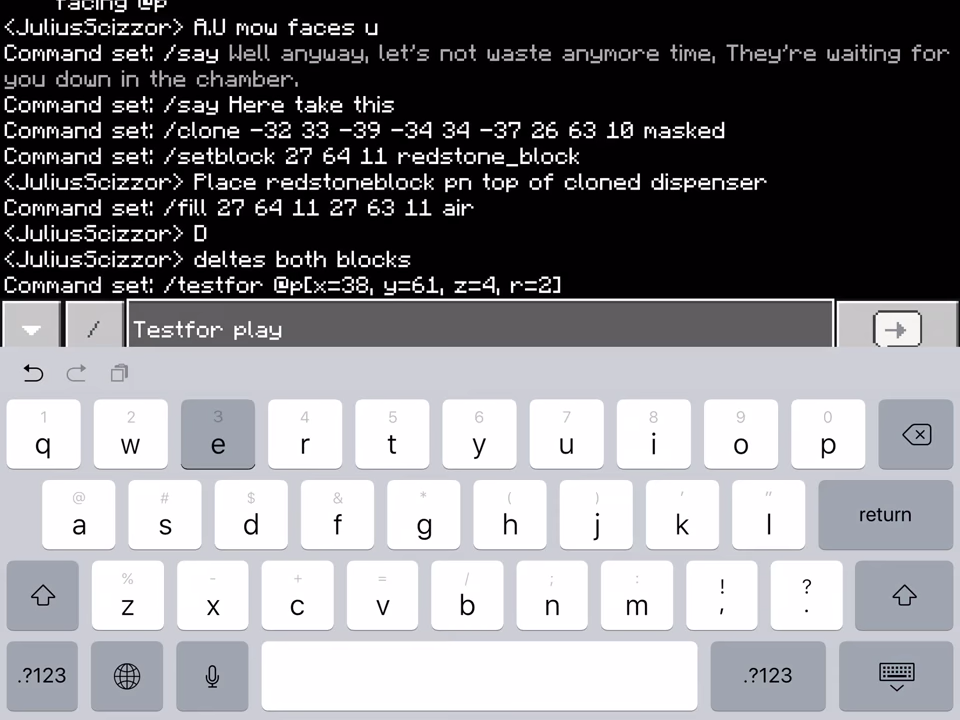 facing @p
<JuliusScizzor> A.U mow faces u
Command set: /say Well anyway, let's not waste anymore time, They're waiting for
you down in the chamber.
Command set: /say Here take this
Command set: /clone -32 33 -39 -34 34 -37 26 63 10 masked
Command set: /setblock 27 64 11 redstone_block
<JuliusScizzor> Place redstoneblock pn top of cloned dispenser
Command set: /fill 27 64 11 27 63 11 air
<JuliusScizzor> D
<JuliusScizzor> deltes both blocks
Command set: /testfor @p[x=38, y=61, z=4, r=2]
/ Testfor play
1 2 3 4 5 6 7 8 9 0
q w e r t y u i o p
@ # $ & * ( ) ' "
a s d f g h j k l return
% - + = / ; : ! ?
z x c v b n m , .
.?123 .?123